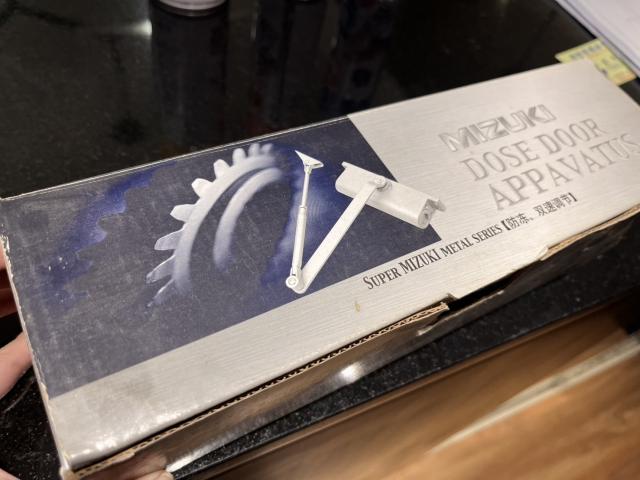 MIZUKI
DOSE DOOR
APPAVATUS
SUPER MIZUKI METAL SERIES【防冻。双速调节】